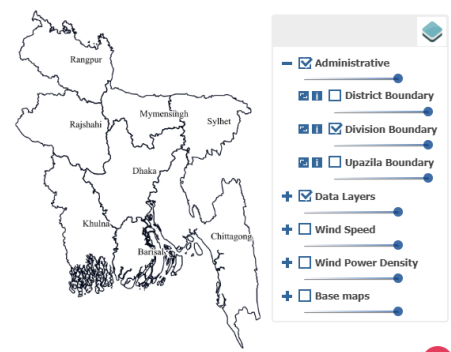 Rangpur
Rajshahi
Mymensingh
Sylhet
Dhaka
Khulna
Barisal
Chittagong
Administrative
District Boundary
Division Boundary
Upazila Boundary
Data Layers
Wind Speed
Wind Power Density
Base maps